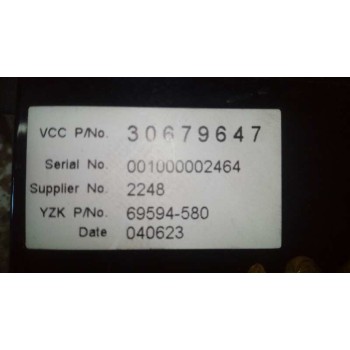 VCC P/No. 30679647
Serial No. 001000002464
Supplier No. 2248
YZK P/No. 69594-580
Date 040623